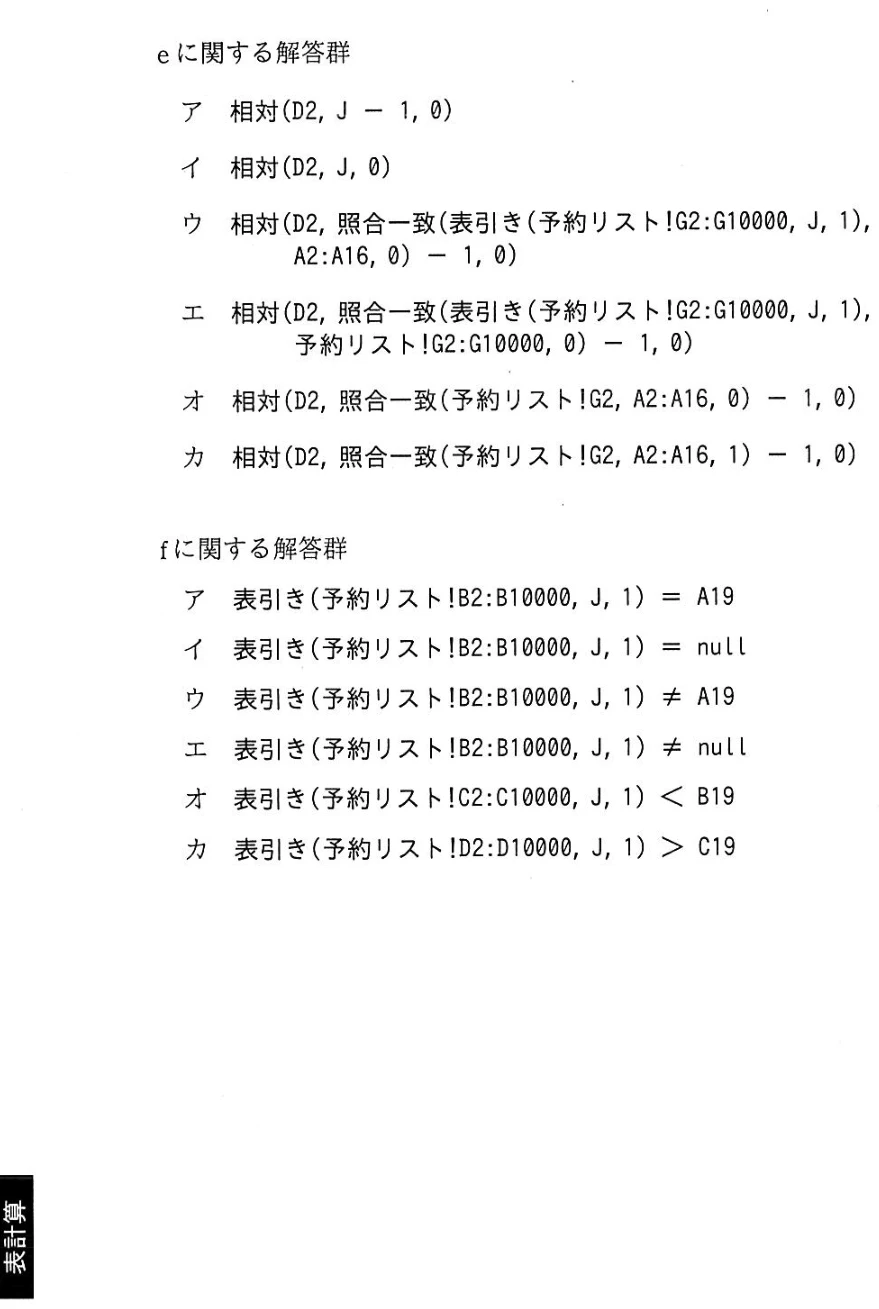 eに関する解答群
ア 相対(D2, J － 1, 0)
イ 相対(D2, J, 0)
ウ 相対(D2, 照合一致(表引き(予約リスト!G2:G10000, J, 1),
A2:A16, 0) － 1, 0)
エ 相対(D2, 照合一致(表引き(予約リスト!G2:G10000, J, 1),
予約リスト!G2:G10000, 0) － 1, 0)
オ 相対(D2, 照合一致(予約リスト!G2, A2:A16, 0) － 1, 0)
カ 相対(D2, 照合一致(予約リスト!G2, A2:A16, 1) － 1, 0)
fに関する解答群
ア 表引き(予約リスト!B2:B10000, J, 1) ＝ A19
イ 表引き(予約リスト!B2:B10000, J, 1) ＝ null
ウ 表引き(予約リスト!B2:B10000, J, 1) ≠ A19
エ 表引き(予約リスト!B2:B10000, J, 1) ≠ null
オ 表引き(予約リスト!C2:C10000, J, 1) ＜ B19
カ 表引き(予約リスト!D2:D10000, J, 1) ＞ C19
表計算